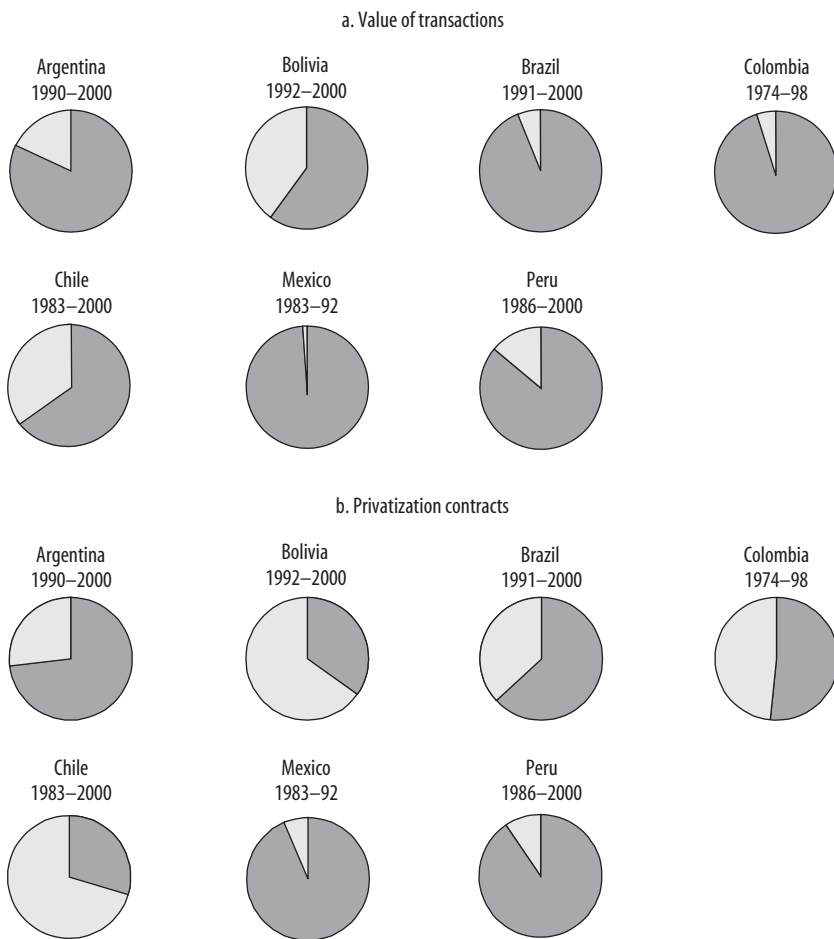 a. Value of transactions
Argentina
1990–2000
Bolivia
1992–2000
Brazil
1991–2000
Colombia
1974–98
Chile
1983–2000
Mexico
1983–92
Peru
1986–2000
b. Privatization contracts
Argentina
1990–2000
Bolivia
1992–2000
Brazil
1991–2000
Colombia
1974–98
Chile
1983–2000
Mexico
1983–92
Peru
1986–2000